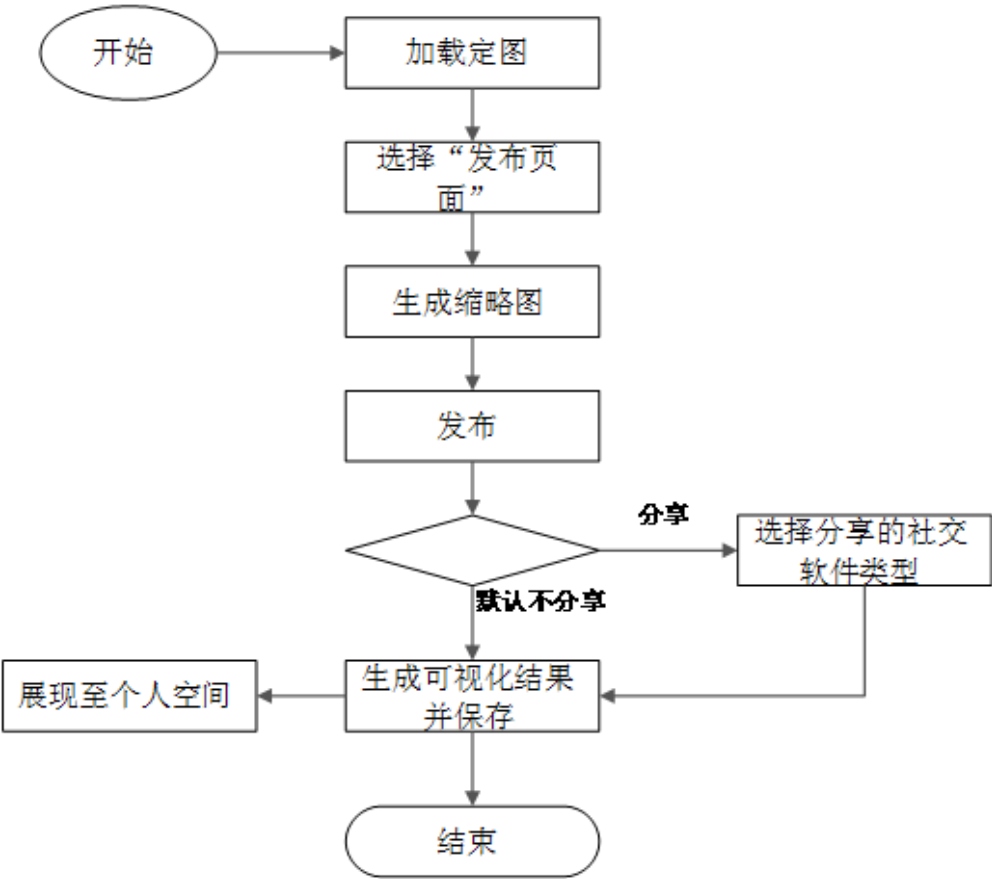 开始
加载定图
选择“发布页
面”
生成缩略图
发布
分享
选择分享的社交
软件类型
默认不分享
生成可视化结果
并保存
展现至个人空间
结束